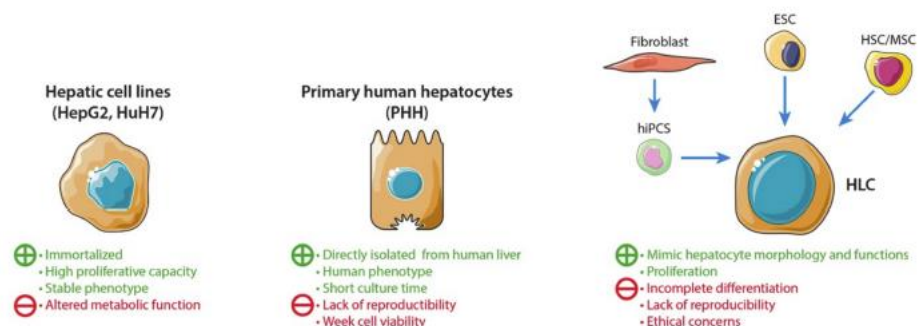 Hepatic cell lines
(HepG2, HuH7)
• Immortalized
• High proliferative capacity
• Stable phenotype
• Altered metabolic function
Primary human hepatocytes
(PHH)
• Directly isolated from human liver
• Human phenotype
• Short culture time
• Lack of reproductibility
• Week cell viability
Fibroblast
ESC
HSC/MSC
hiPCS
HLC
• Mimic hepatocyte morphology and functions
• Proliferation
• Incomplete differentiation
• Lack of reproducibility
• Ethical concerns